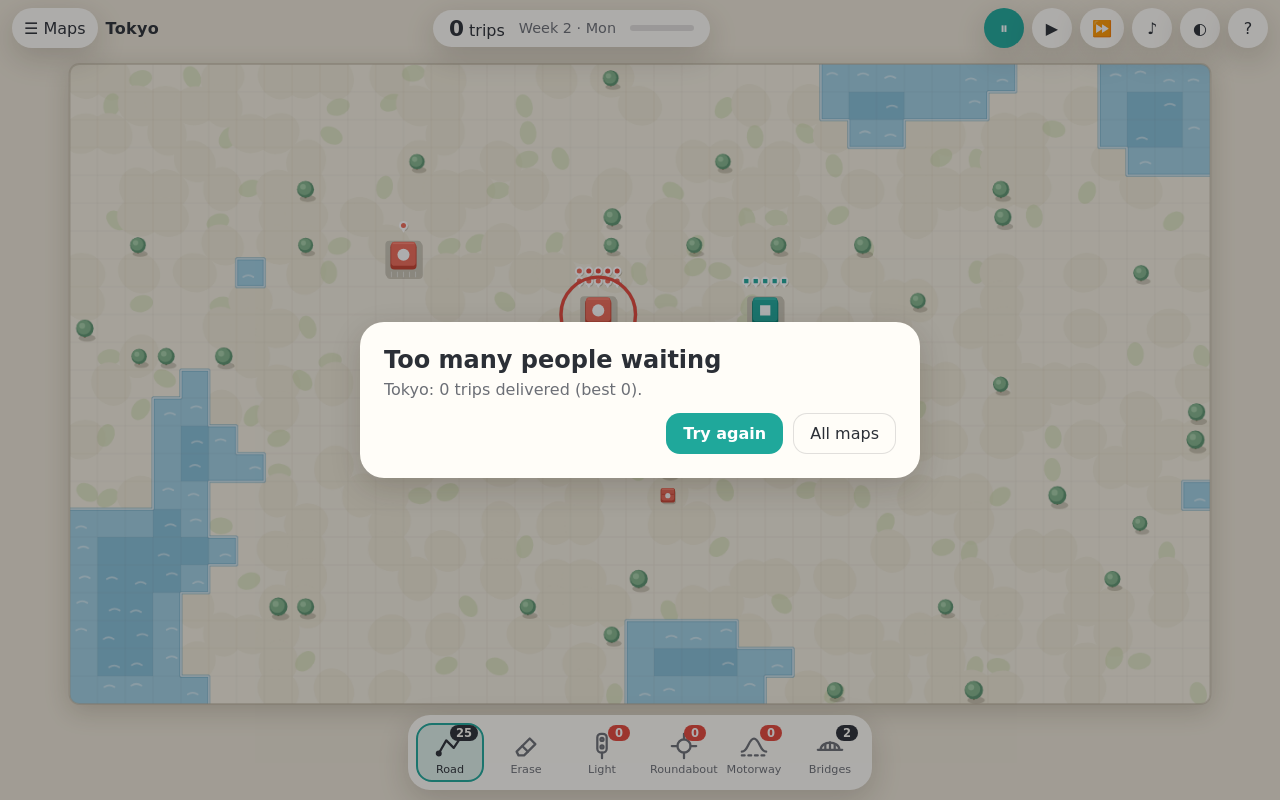 ☰ Maps Tokyo 0 trips Week 2 · Mon ?
Too many people waiting
Tokyo: 0 trips delivered (best 0).
Try again All maps
25 0 0 0 2
Road Erase Light Roundabout Motorway Bridges